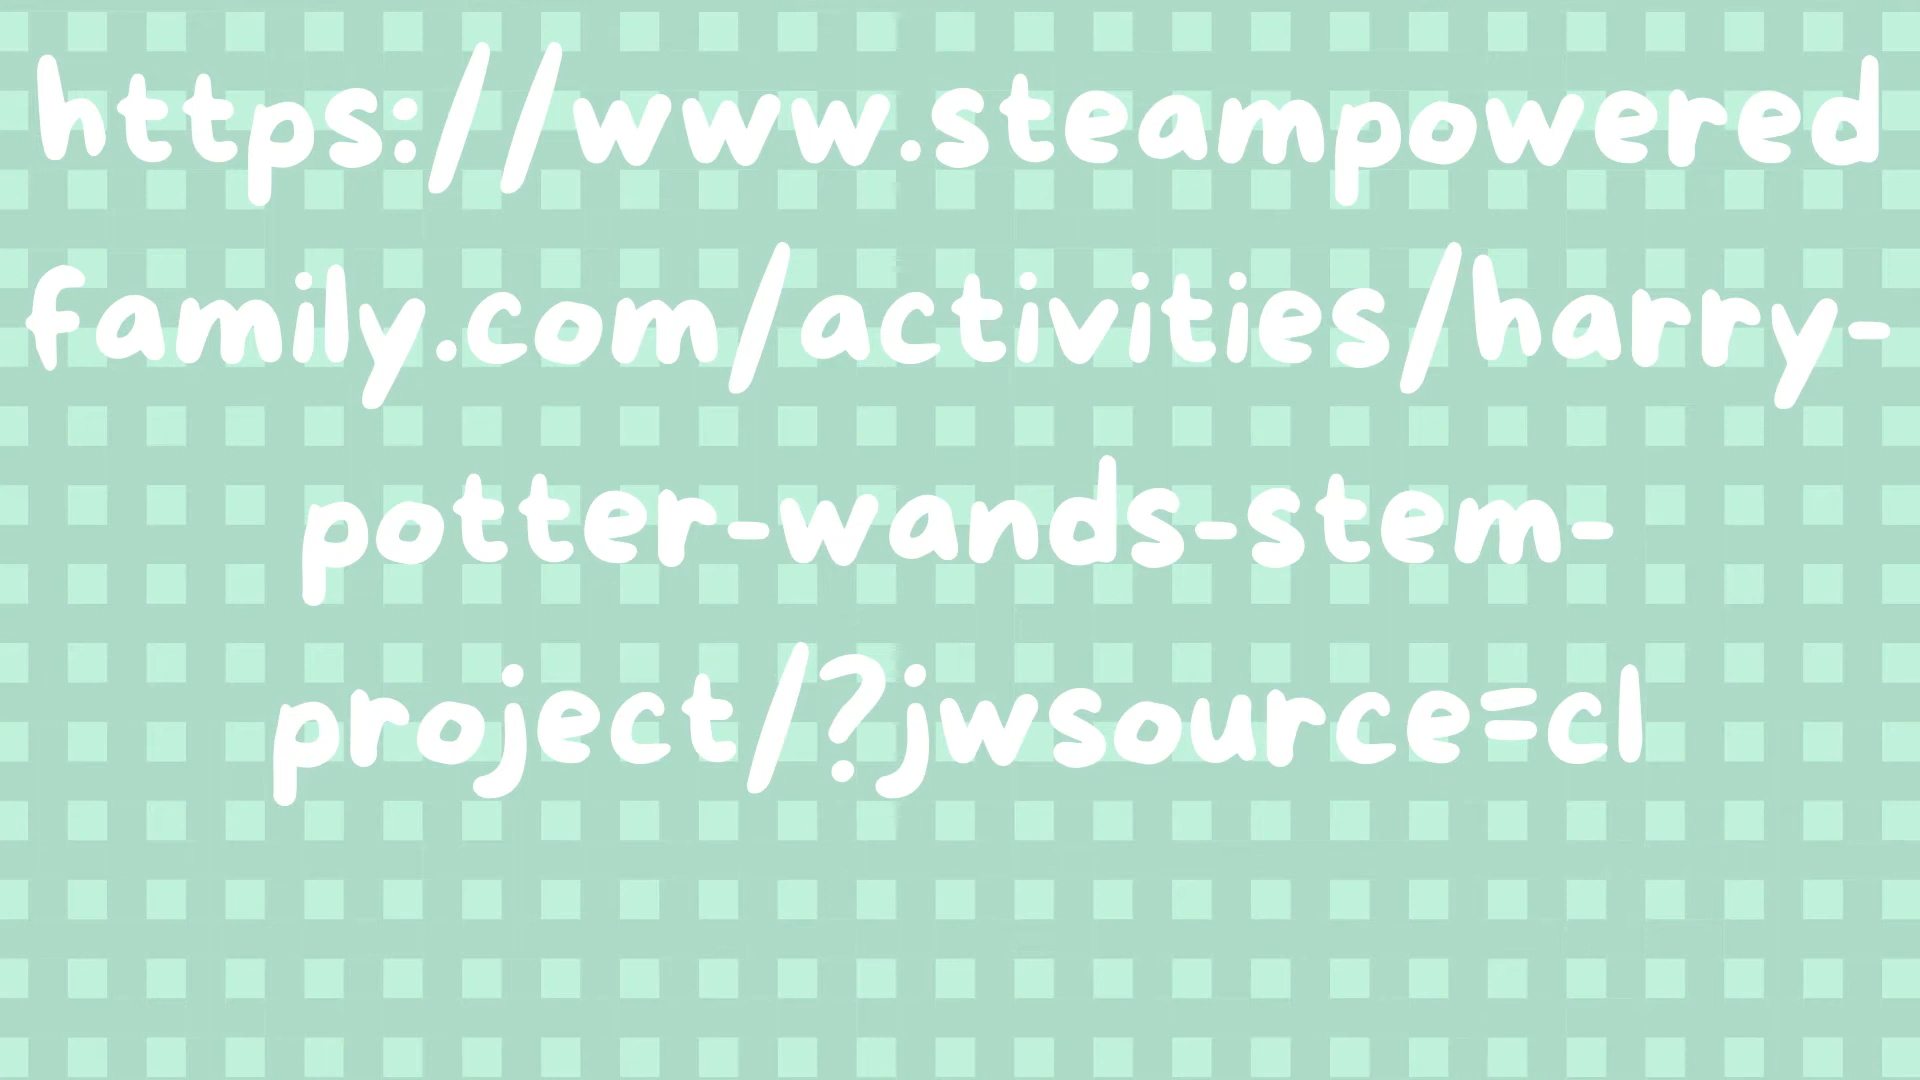 https://www.steampowered
family.com/activities/harry-
potter-wands-stem-
project/?jwsource=cl